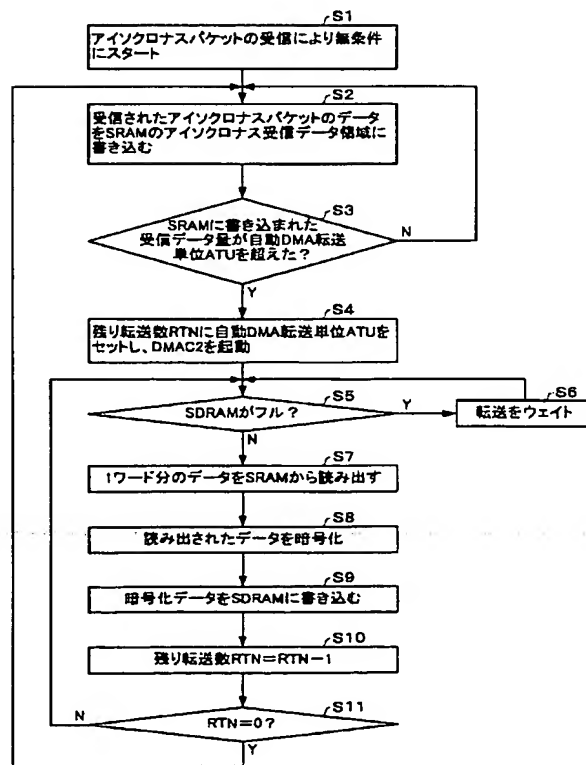 S1
アイソクロナスパケットの受信により無条件
にスタート
S2
受信されたアイソクロナスパケットのデータ
をSRAMのアイソクロナス受信データ領域に
書き込む
S3
SRAMに書き込まれた
受信データ量が自動DMA転送
単位ATUを超えた?
N
Y
S4
残り転送数RTNに自動DMA転送単位ATUを
セットし、DMAC2を起動
S5
SDRAMがフル?
Y
S6
転送をウェイト
N
S7
1ワード分のデータをSRAMから読み出す
S8
読み出されたデータを暗号化
S9
暗号化データをSDRAMに書き込む
S10
残り転送数RTN=RTN-1
S11
N
RTN=0?
Y